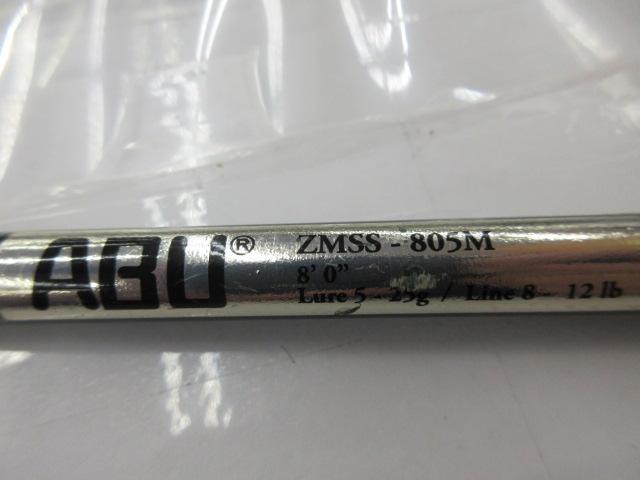 ABU® ZMSS - 805M
8' 0"
Lure 5 - 25g / Line 8 - 12 lb